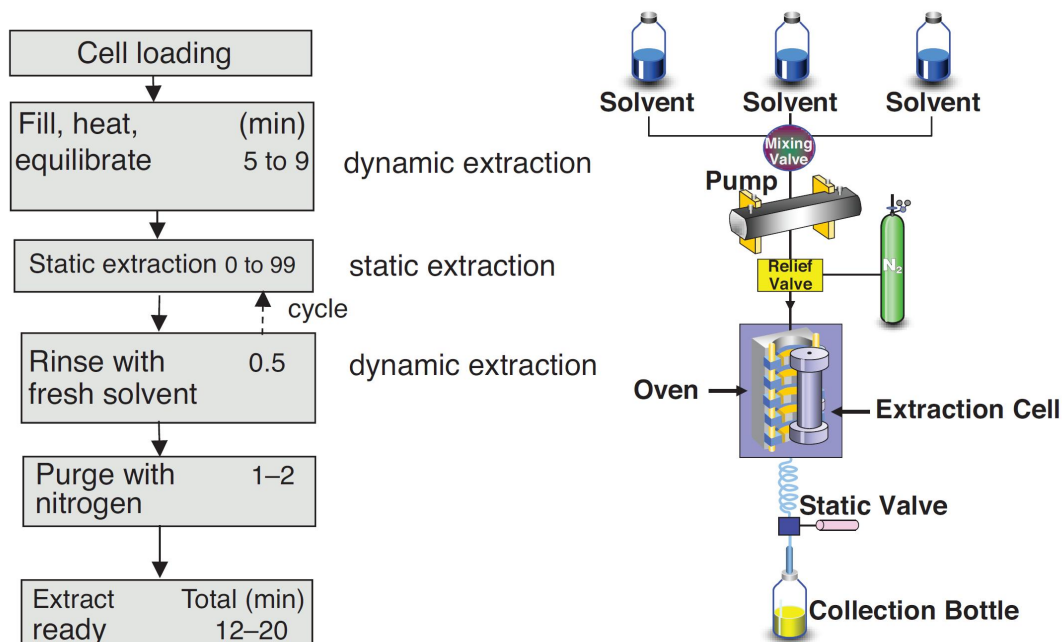 Cell loading
Fill, heat, (min)
equilibrate 5 to 9
dynamic extraction
Static extraction 0 to 99
static extraction
cycle
Rinse with 0.5
fresh solvent
dynamic extraction
Purge with 1–2
nitrogen
Extract Total (min)
ready 12–20
Solvent Solvent Solvent
Mixing
Valve
Pump
Relief
Valve
N2
Oven
Extraction Cell
Static Valve
Collection Bottle